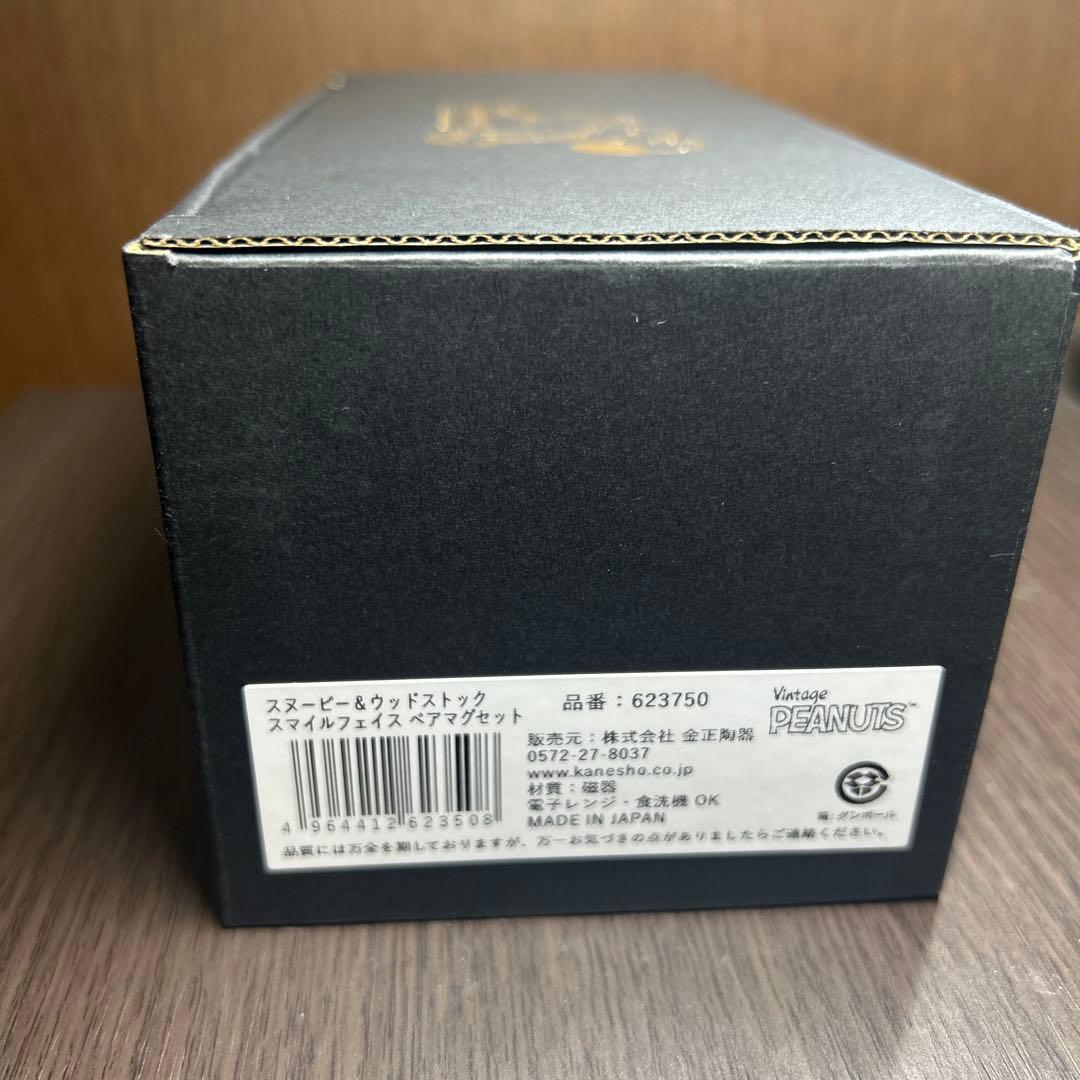 スヌーピー&ウッドストック
スマイルフェイス ペアマグセット
品番:623750
Vintage
PEANUTS™
販売元:株式会社 金正陶器
0572-27-8037
www.kanesho.co.jp
材質:磁器
電子レンジ・食洗機 OK
MADE IN JAPAN
4 964412 623508
箱:ダンボール
品質には万全を期しておりますが、万一お気づきの点がありましたらご連絡ください。